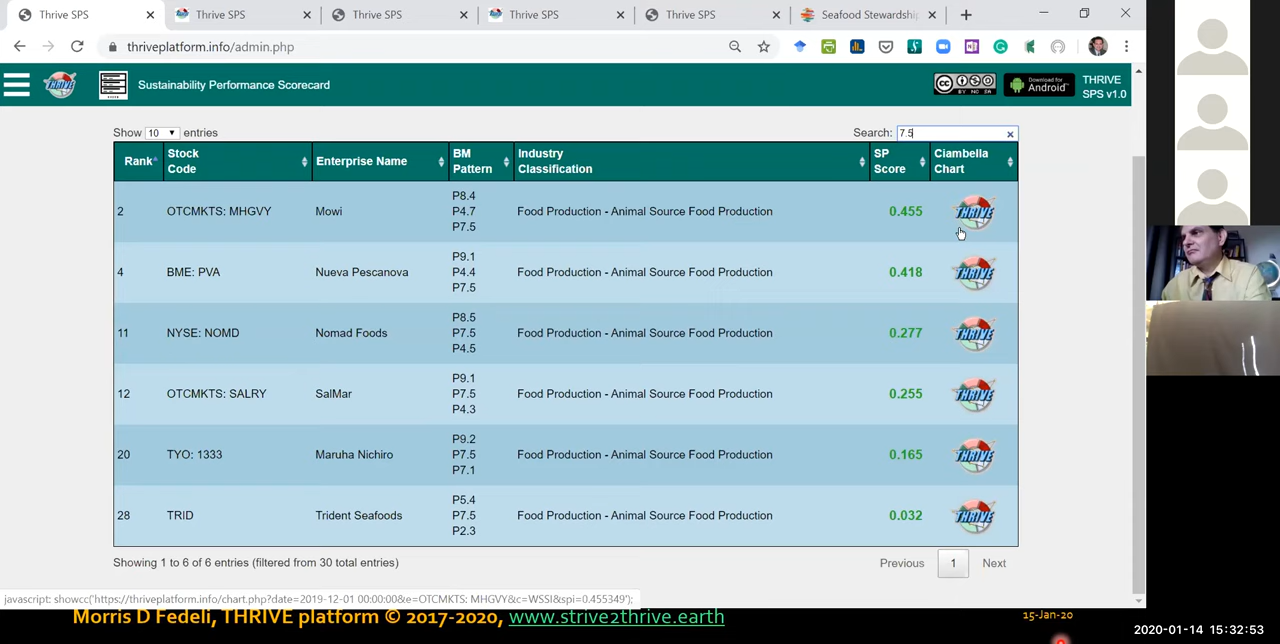 Thrive SPS
Thrive SPS
Thrive SPS
Thrive SPS
Thrive SPS
Seafood Stewardship
thriveplatform.info/admin.php
THRIVE
Sustainability Performance Scorecard
Download for
Android
THRIVE
SPS v1.0
Show 10 entries
Search: 7.5
Rank
Stock
Code
Enterprise Name
BM
Pattern
Industry
Classification
SP
Score
Ciambella
Chart
2
OTCMKTS: MHGVY
Mowi
P8.4
P4.7
P7.5
Food Production - Animal Source Food Production
0.455
THRIVE
4
BME: PVA
Nueva Pescanova
P9.1
P4.4
P7.5
Food Production - Animal Source Food Production
0.418
THRIVE
11
NYSE: NOMD
Nomad Foods
P8.5
P7.5
P4.5
Food Production - Animal Source Food Production
0.277
THRIVE
12
OTCMKTS: SALRY
SalMar
P9.1
P7.5
P4.3
Food Production - Animal Source Food Production
0.255
THRIVE
20
TYO: 1333
Maruha Nichiro
P9.2
P7.5
P7.1
Food Production - Animal Source Food Production
0.165
THRIVE
28
TRID
Trident Seafoods
P5.4
P7.5
P2.3
Food Production - Animal Source Food Production
0.032
THRIVE
Showing 1 to 6 of 6 entries (filtered from 30 total entries)
Previous 1 Next
javascript: showcc('https://thriveplatform.info/chart.php?date=2019-12-01 00:00:00&e=OTCMKTS: MHGVY&c=WSSI&spi=0.455349');
Morris D Fedeli, THRIVE platform © 2017-2020, www.strive2thrive.earth
15-Jan-20
2020-01-14 15:32:53